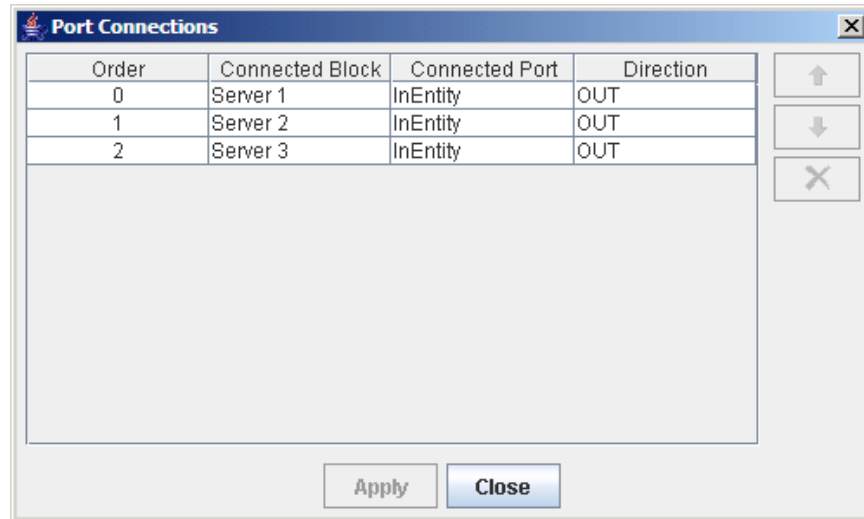 Port Connections
Order Connected Block Connected Port Direction
0 Server 1 InEntity OUT
1 Server 2 InEntity OUT
2 Server 3 InEntity OUT
Apply Close